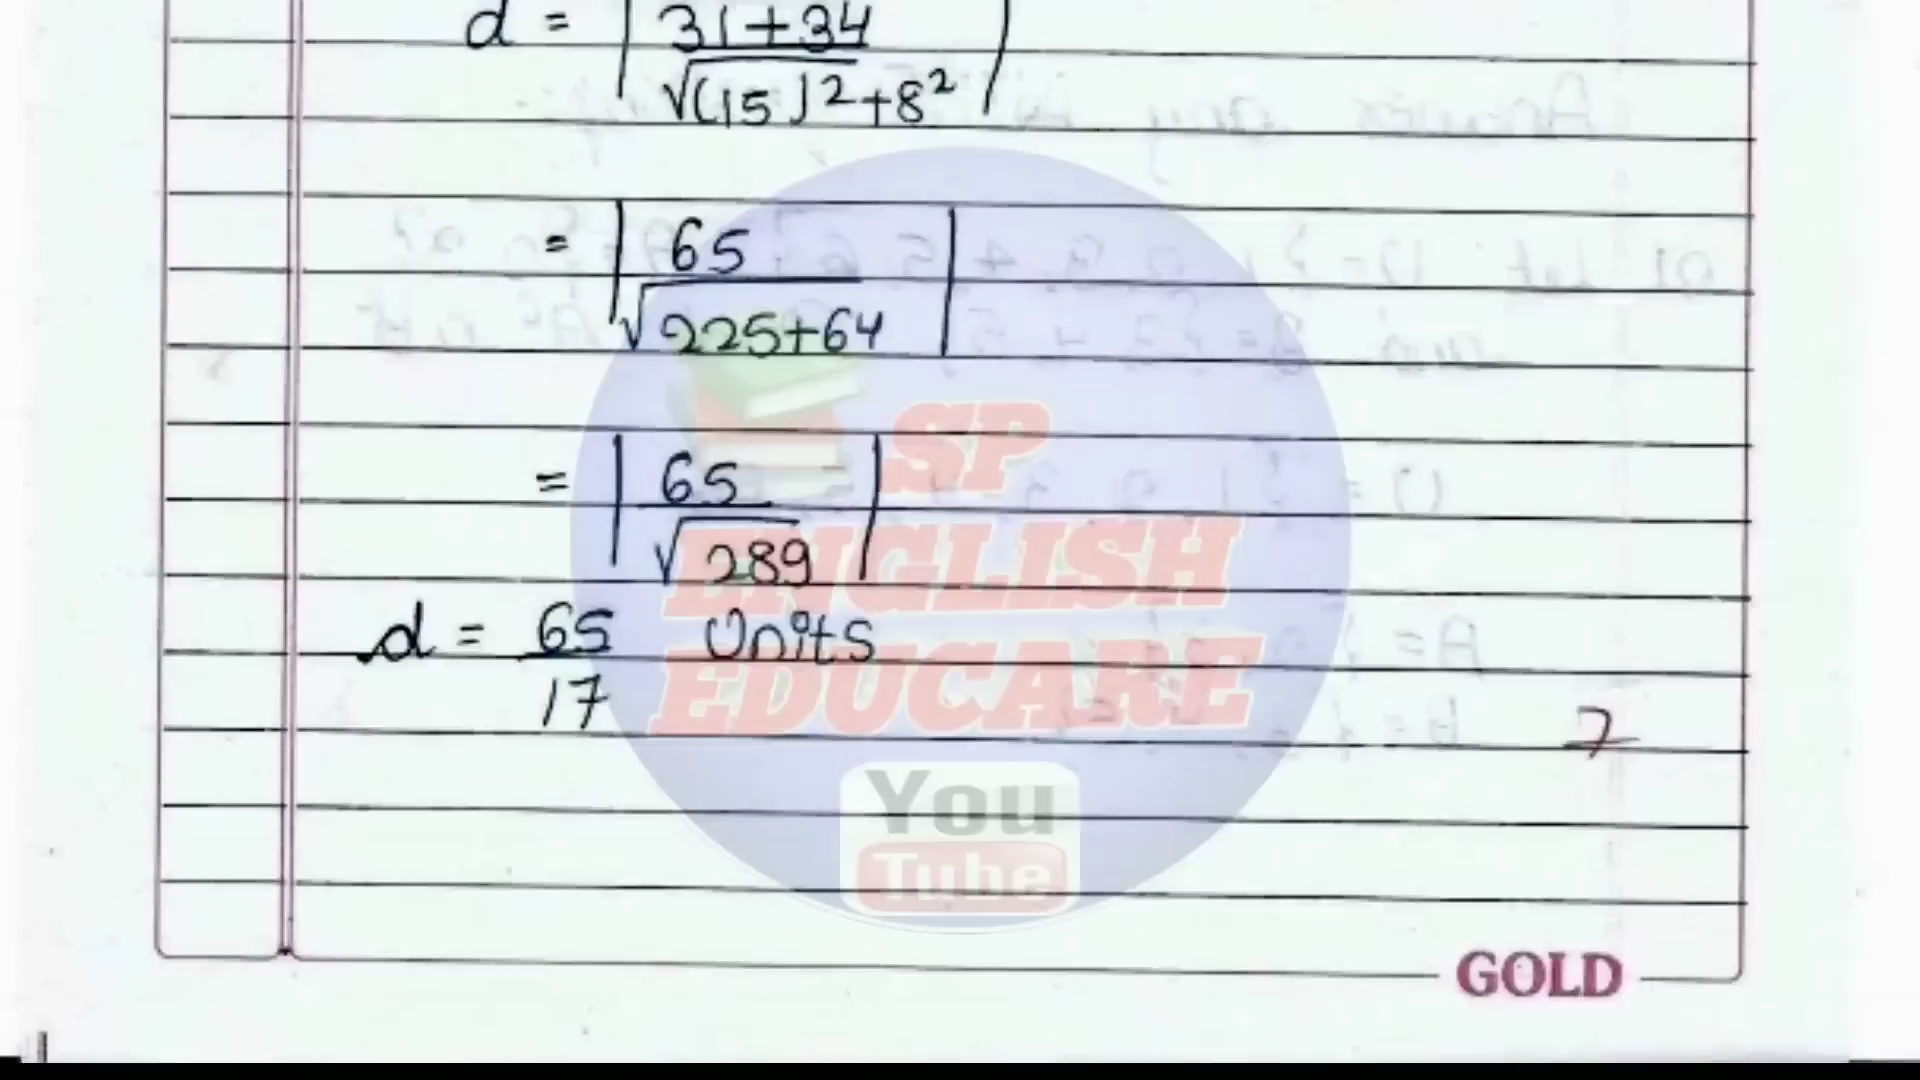 d = | 31+34
√(15)²+8² |
= | 65
√225+64 |
= | 65
√289 |
d = 65 Units
17
7
SP
ENGLISH
EDUCARE
You
Tube
GOLD